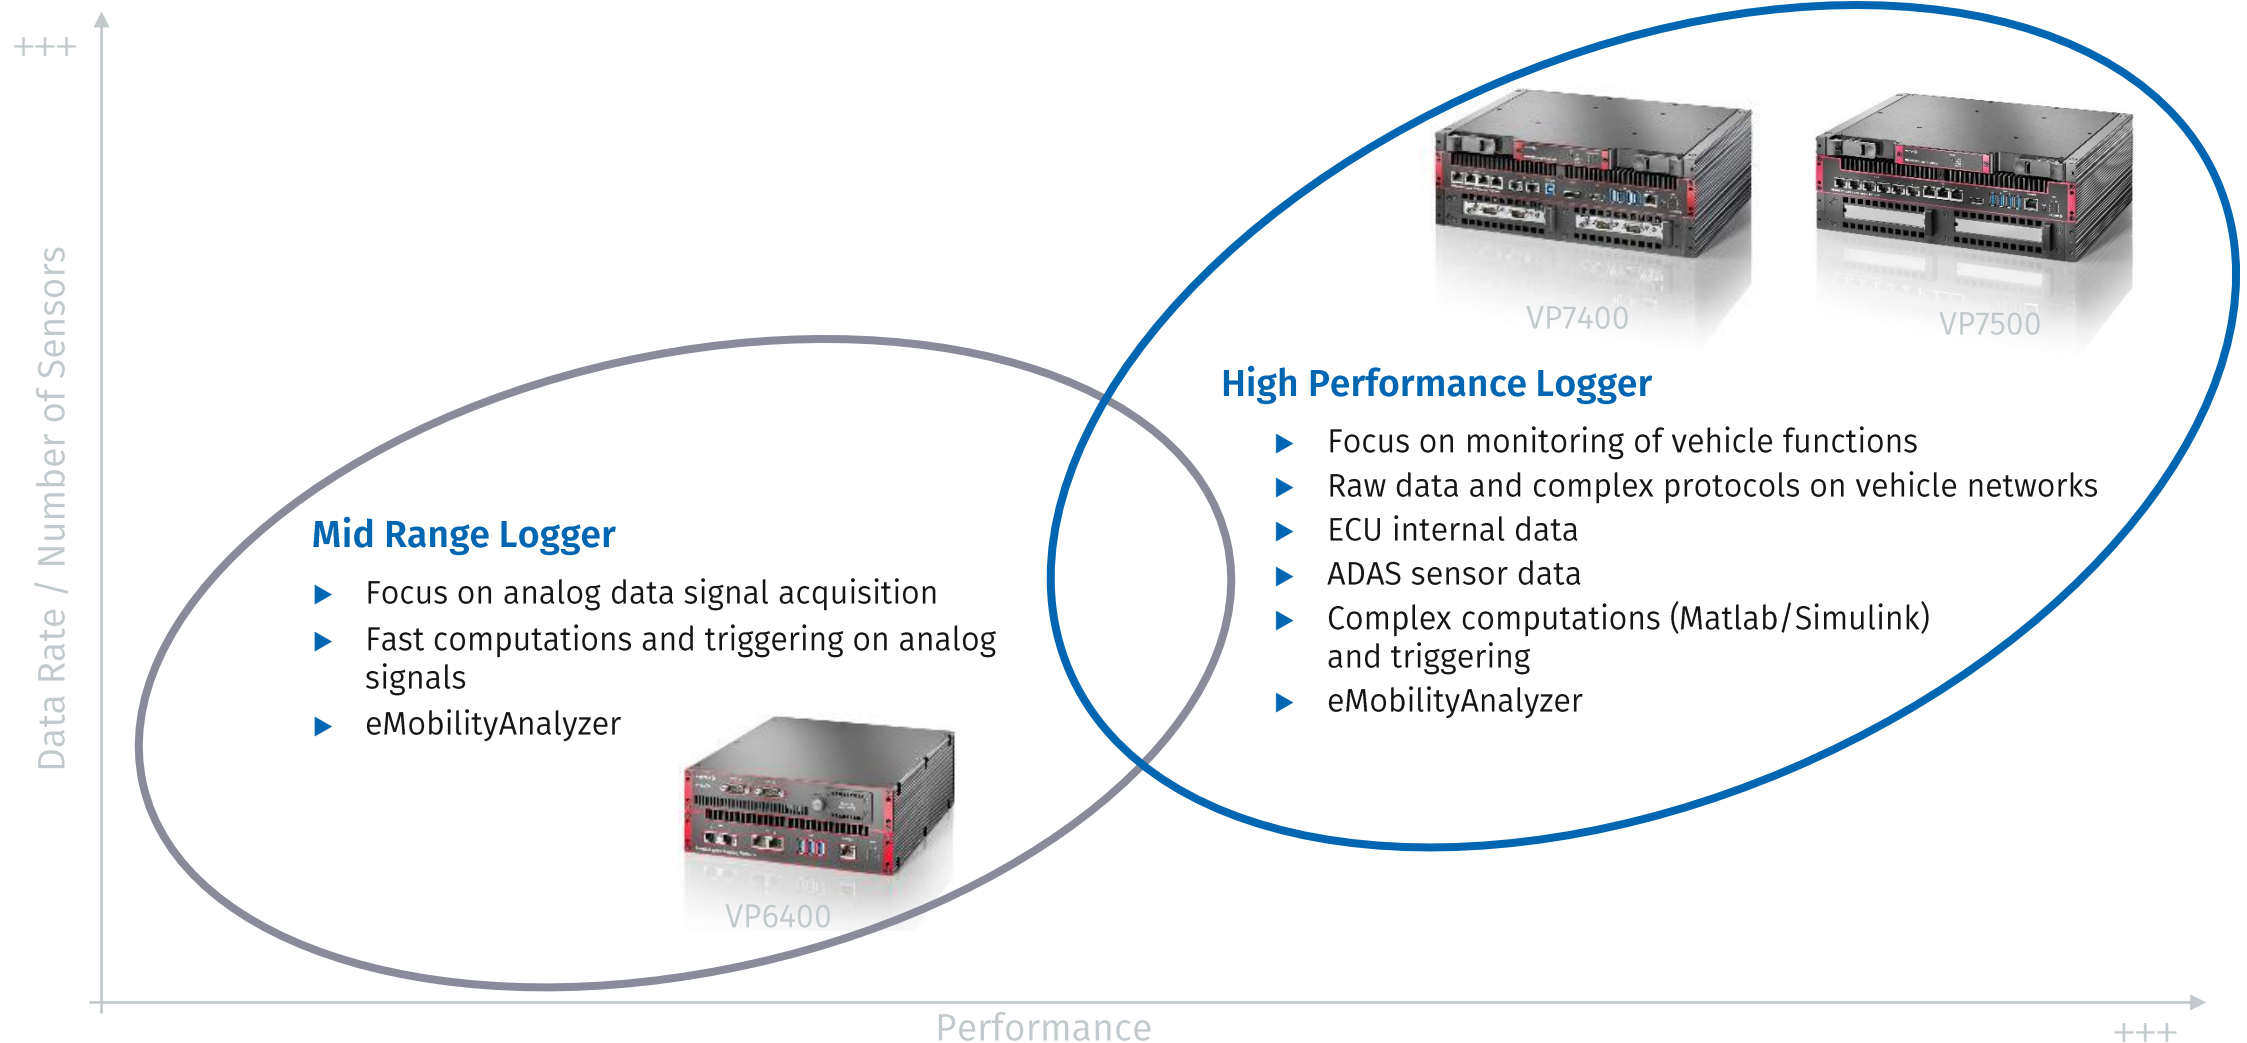 +++
Data Rate / Number of Sensors
VP7400
VP7500
High Performance Logger
Focus on monitoring of vehicle functions
Raw data and complex protocols on vehicle networks
ECU internal data
ADAS sensor data
Complex computations (Matlab/Simulink)
and triggering
eMobilityAnalyzer
Mid Range Logger
Focus on analog data signal acquisition
Fast computations and triggering on analog
signals
eMobilityAnalyzer
VP6400
Performance
+++